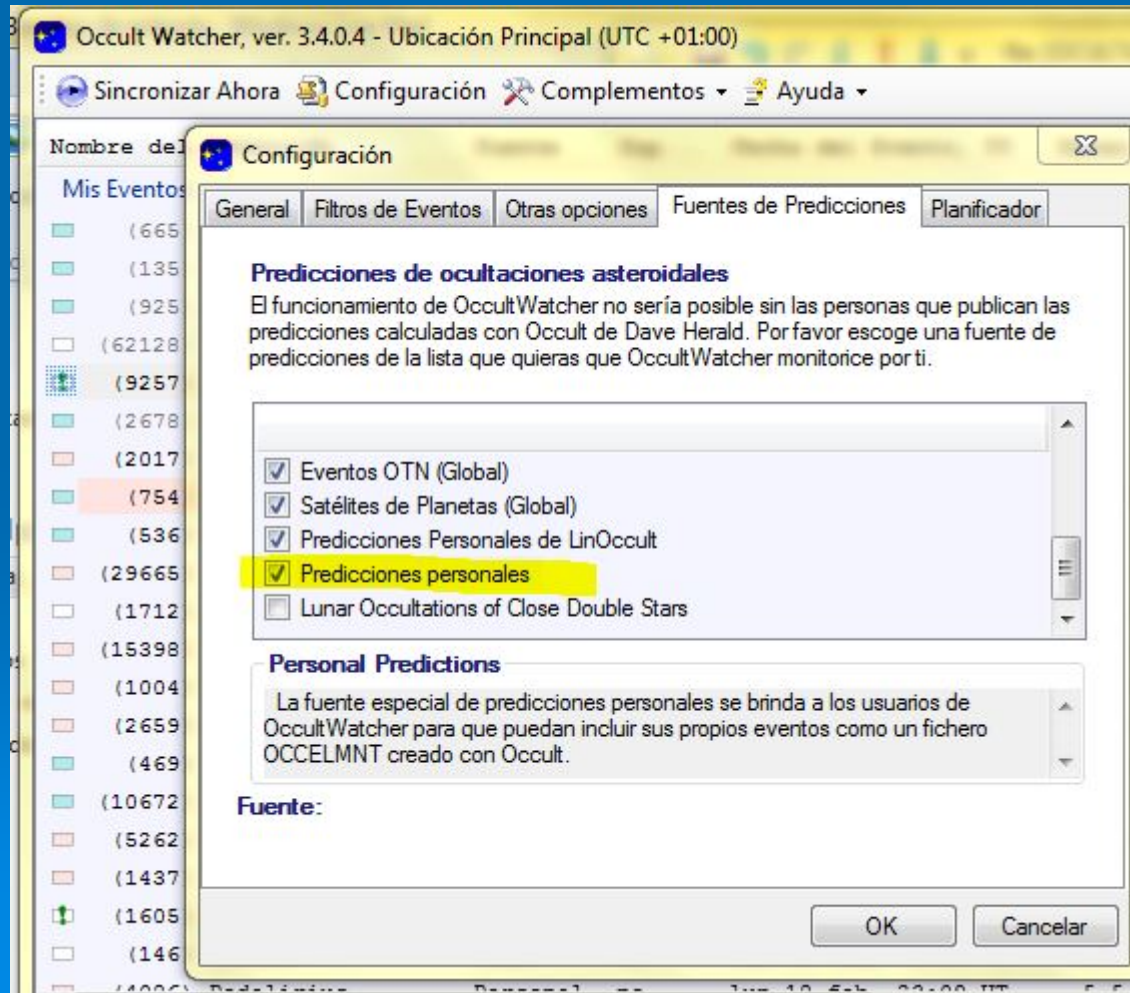 Occult Watcher, ver. 3.4.0.4 - Ubicación Principal (UTC +01:00)
Sincronizar Ahora Configuración Complementos Ayuda
Nombre del
Configuración
Mis Eventos
General Filtros de Eventos Otras opciones Fuentes de Predicciones Planificador
Predicciones de ocultaciones asteroidales
El funcionamiento de OccultWatcher no sería posible sin las personas que publican las
predicciones calculadas con Occult de Dave Herald. Por favor escoge una fuente de
predicciones de la lista que quieras que OccultWatcher monitorice por ti.
Eventos OTN (Global)
Satélites de Planetas (Global)
Predicciones Personales de LinOccult
Predicciones personales
Lunar Occultations of Close Double Stars
Personal Predictions
La fuente especial de predicciones personales se brinda a los usuarios de
OccultWatcher para que puedan incluir sus propios eventos como un fichero
OCCELMNT creado con Occult.
Fuente:
OK Cancelar
(665
(135
(925
(62128
(9257
(2678
(2017
(754
(536
(29665
(1712
(15398
(1004
(2659
(469
(10672
(5262
(1437
(1605
(146